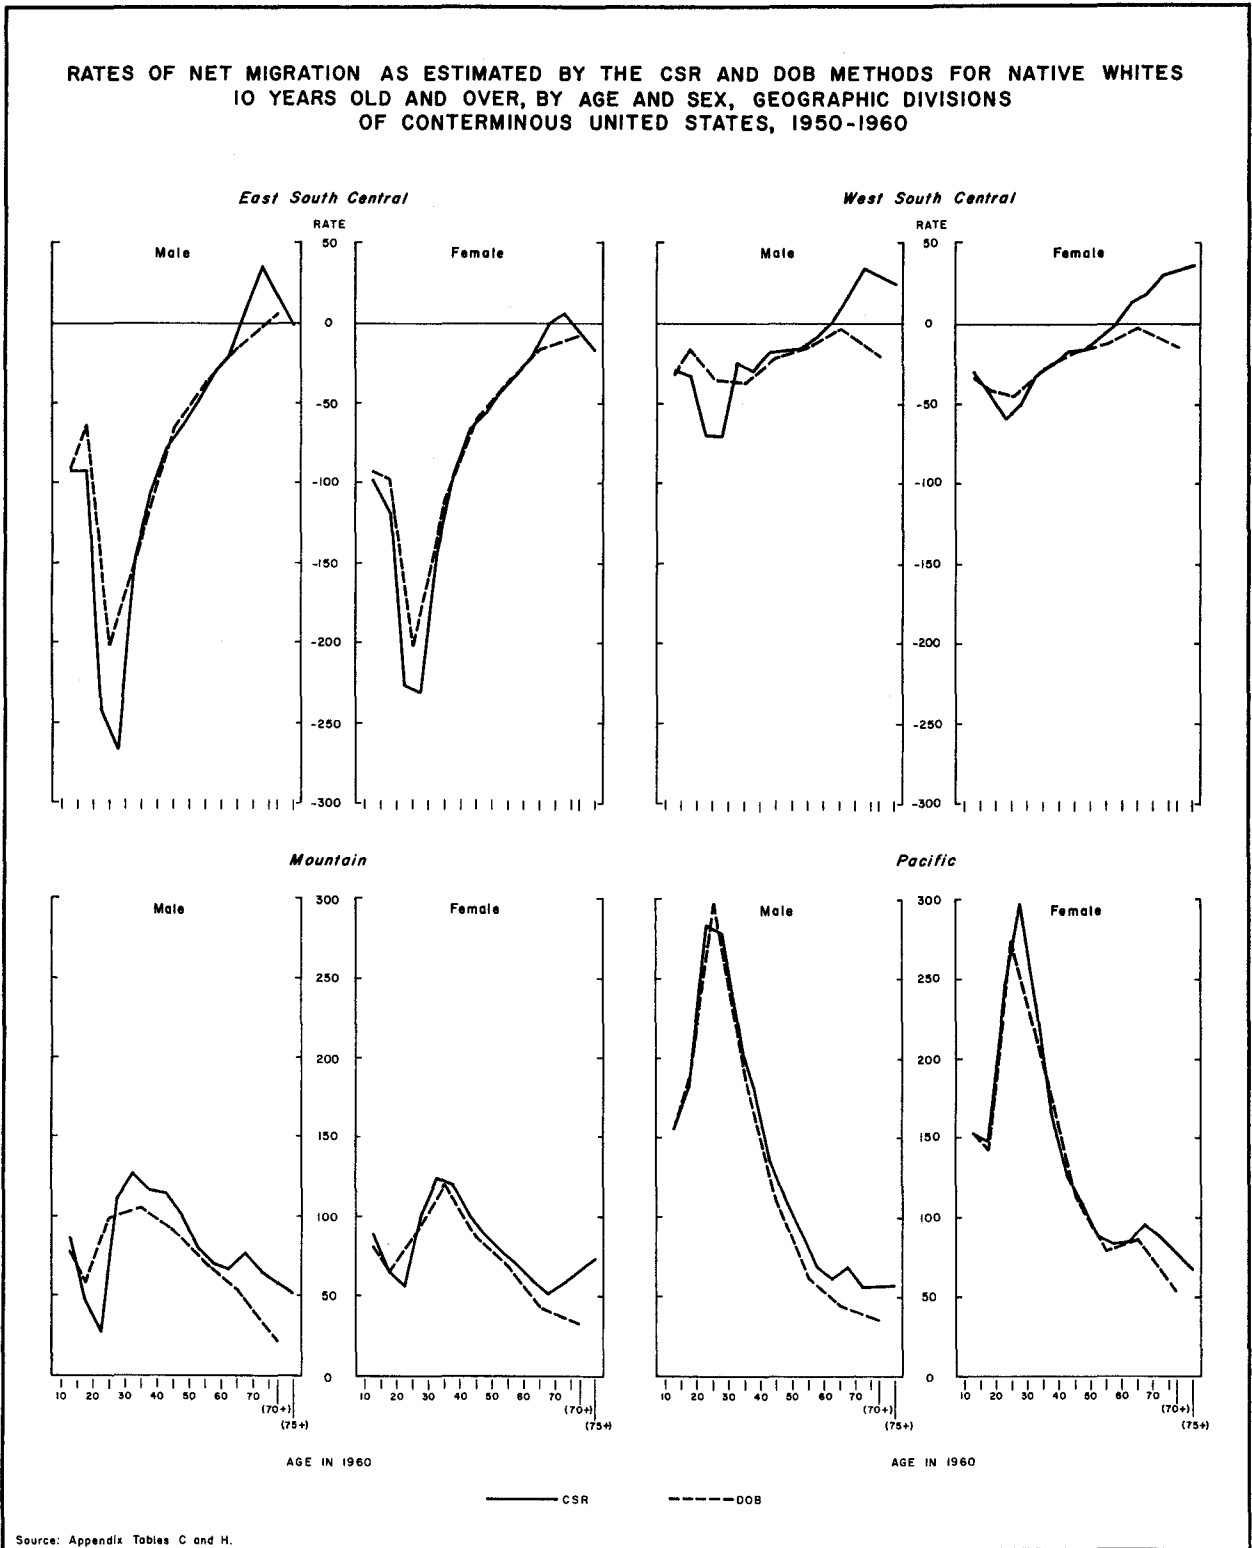 RATES OF NET MIGRATION AS ESTIMATED BY THE CSR AND DOB METHODS FOR NATIVE WHITES
10 YEARS OLD AND OVER, BY AGE AND SEX, GEOGRAPHIC DIVISIONS
OF CONTERMINOUS UNITED STATES, 1950-1960
East South Central
RATE
Male
Female
50
0
-50
-100
-150
-200
-250
-300
West South Central
RATE
Male
Female
50
0
-50
-100
-150
-200
-250
-300
Mountain
Male
Female
300
250
200
150
100
50
0
10 20 30 40 50 60 70
(70+)
(75+)
10 20 30 40 50 60 70
(70+)
(75+)
AGE IN 1960
Pacific
Male
Female
300
250
200
150
100
50
0
10 20 30 40 50 60 70
(70+)
(75+)
10 20 30 40 50 60 70
(70+)
(75+)
AGE IN 1960
CSR
DOB
Source: Appendix Tables C and H.